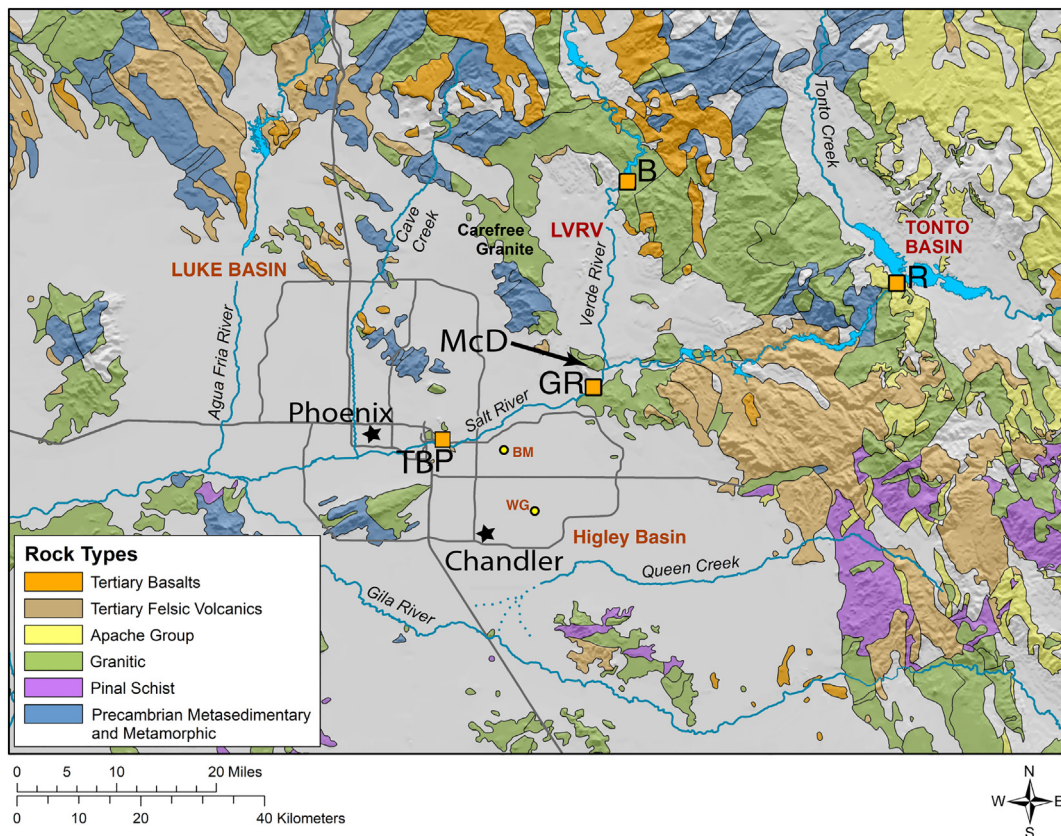 Tonto Creek
B
Cave
Creek
Carefree
Granite
LVRV
TONTO
BASIN
LUKE BASIN
Verde River
R
Agua Fria River
McD
GR
Phoenix
Salt River
TBP
BM
WG
Chandler
Higley Basin
Queen Creek
Gila River
Rock Types
Tertiary Basalts
Tertiary Felsic Volcanics
Apache Group
Granitic
Pinal Schist
Precambrian Metasedimentary
and Metamorphic
0 5 10 20 Miles
0 10 20 40 Kilometers
N
W E
S